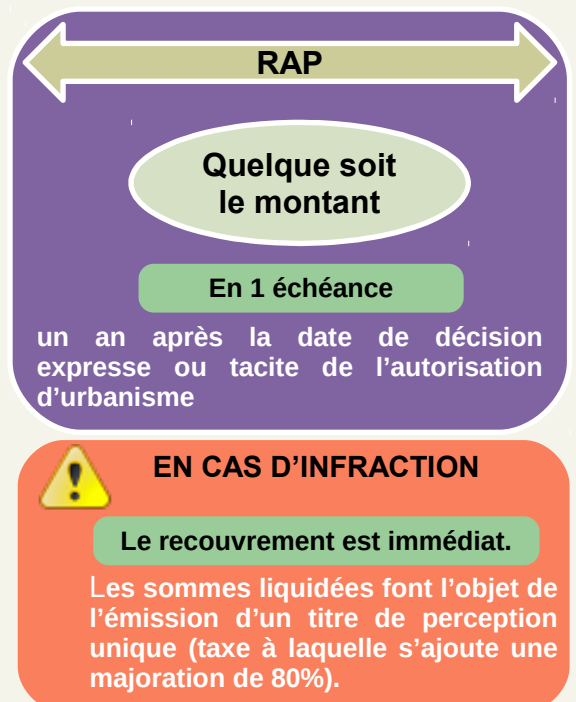 RAP
Quelque soit
le montant
En 1 échéance
un an après la date de décision
expresse ou tacite de l’autorisation
d’urbanisme
EN CAS D’INFRACTION
Le recouvrement est immédiat.
Les sommes liquidées font l’objet de
l’émission d’un titre de perception
unique (taxe à laquelle s’ajoute une
majoration de 80%).